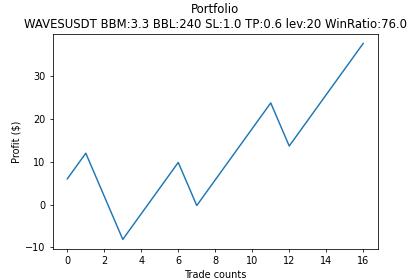 Portfolio
WAVESUSDT BBM:3.3 BBL:240 SL:1.0 TP:0.6 lev:20 WinRatio:76.0
30
20
10
0
−10
Profit ($)
0 2 4 6 8 10 12 14 16
Trade counts